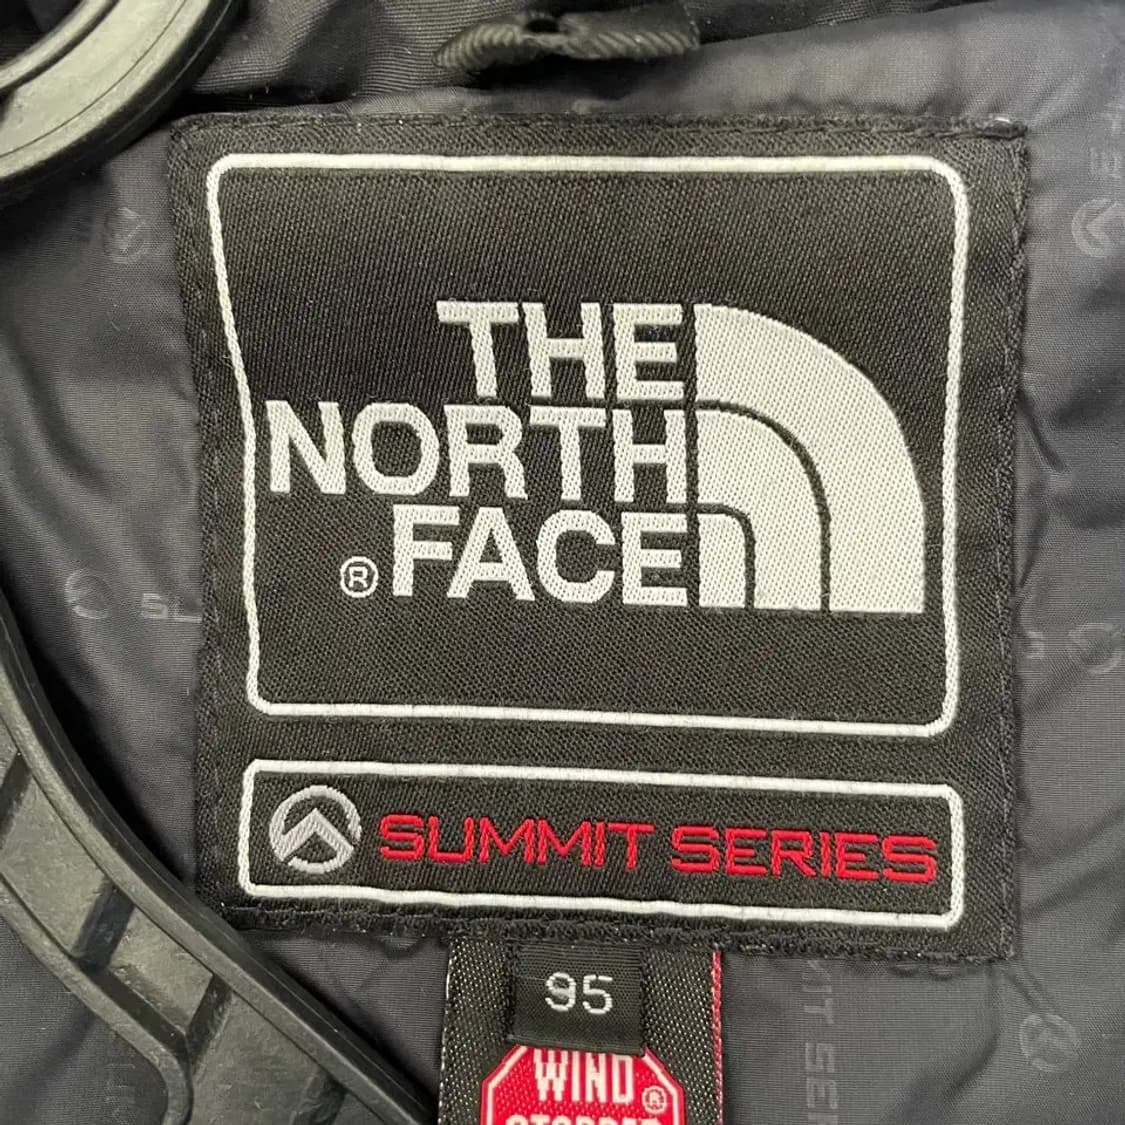 THE
NORTH
® FACE
SUMMIT SERIES
95
WIND
®